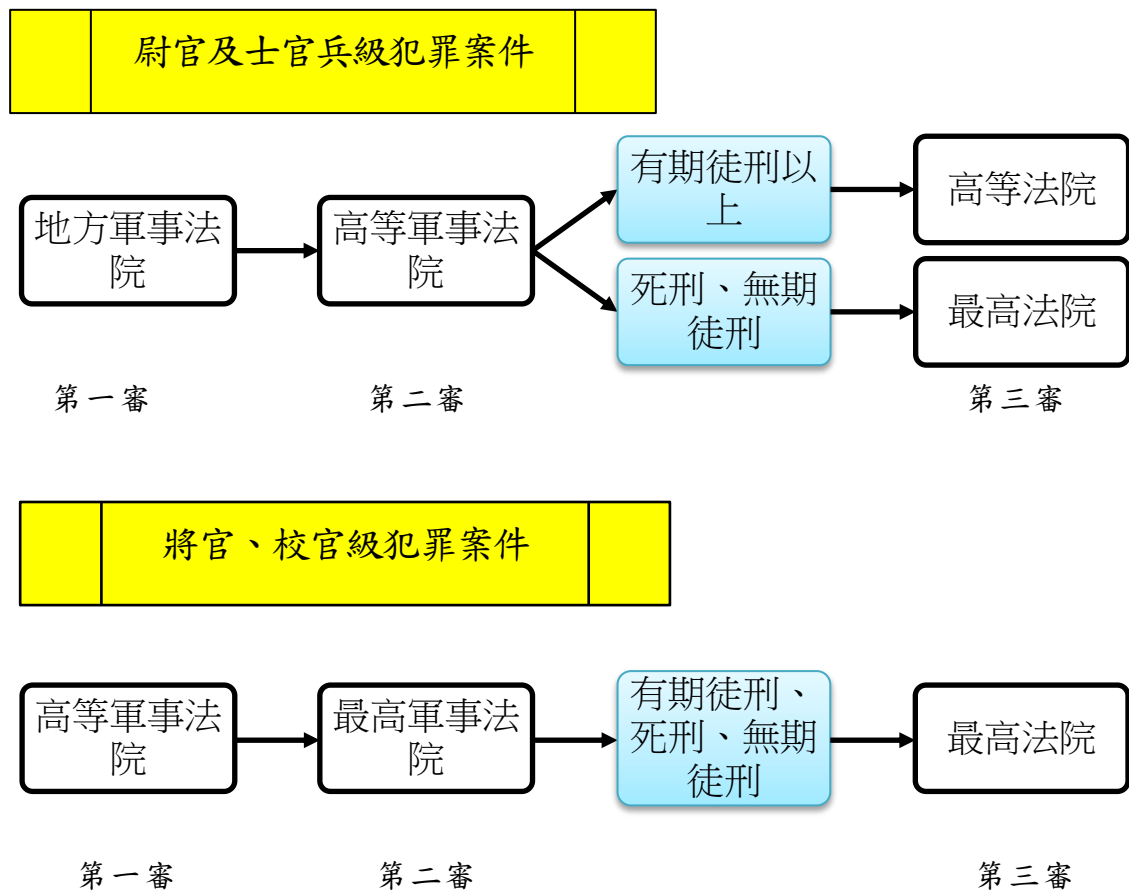 尉官及士官兵級犯罪案件
地方軍事法
院
高等軍事法
院
有期徒刑以
上
高等法院
死刑、無期
徒刑
最高法院
第一審
第二審
第三審
將官、校官級犯罪案件
高等軍事法
院
最高軍事法
院
有期徒刑、
死刑、無期
徒刑
最高法院
第一審
第二審
第三審